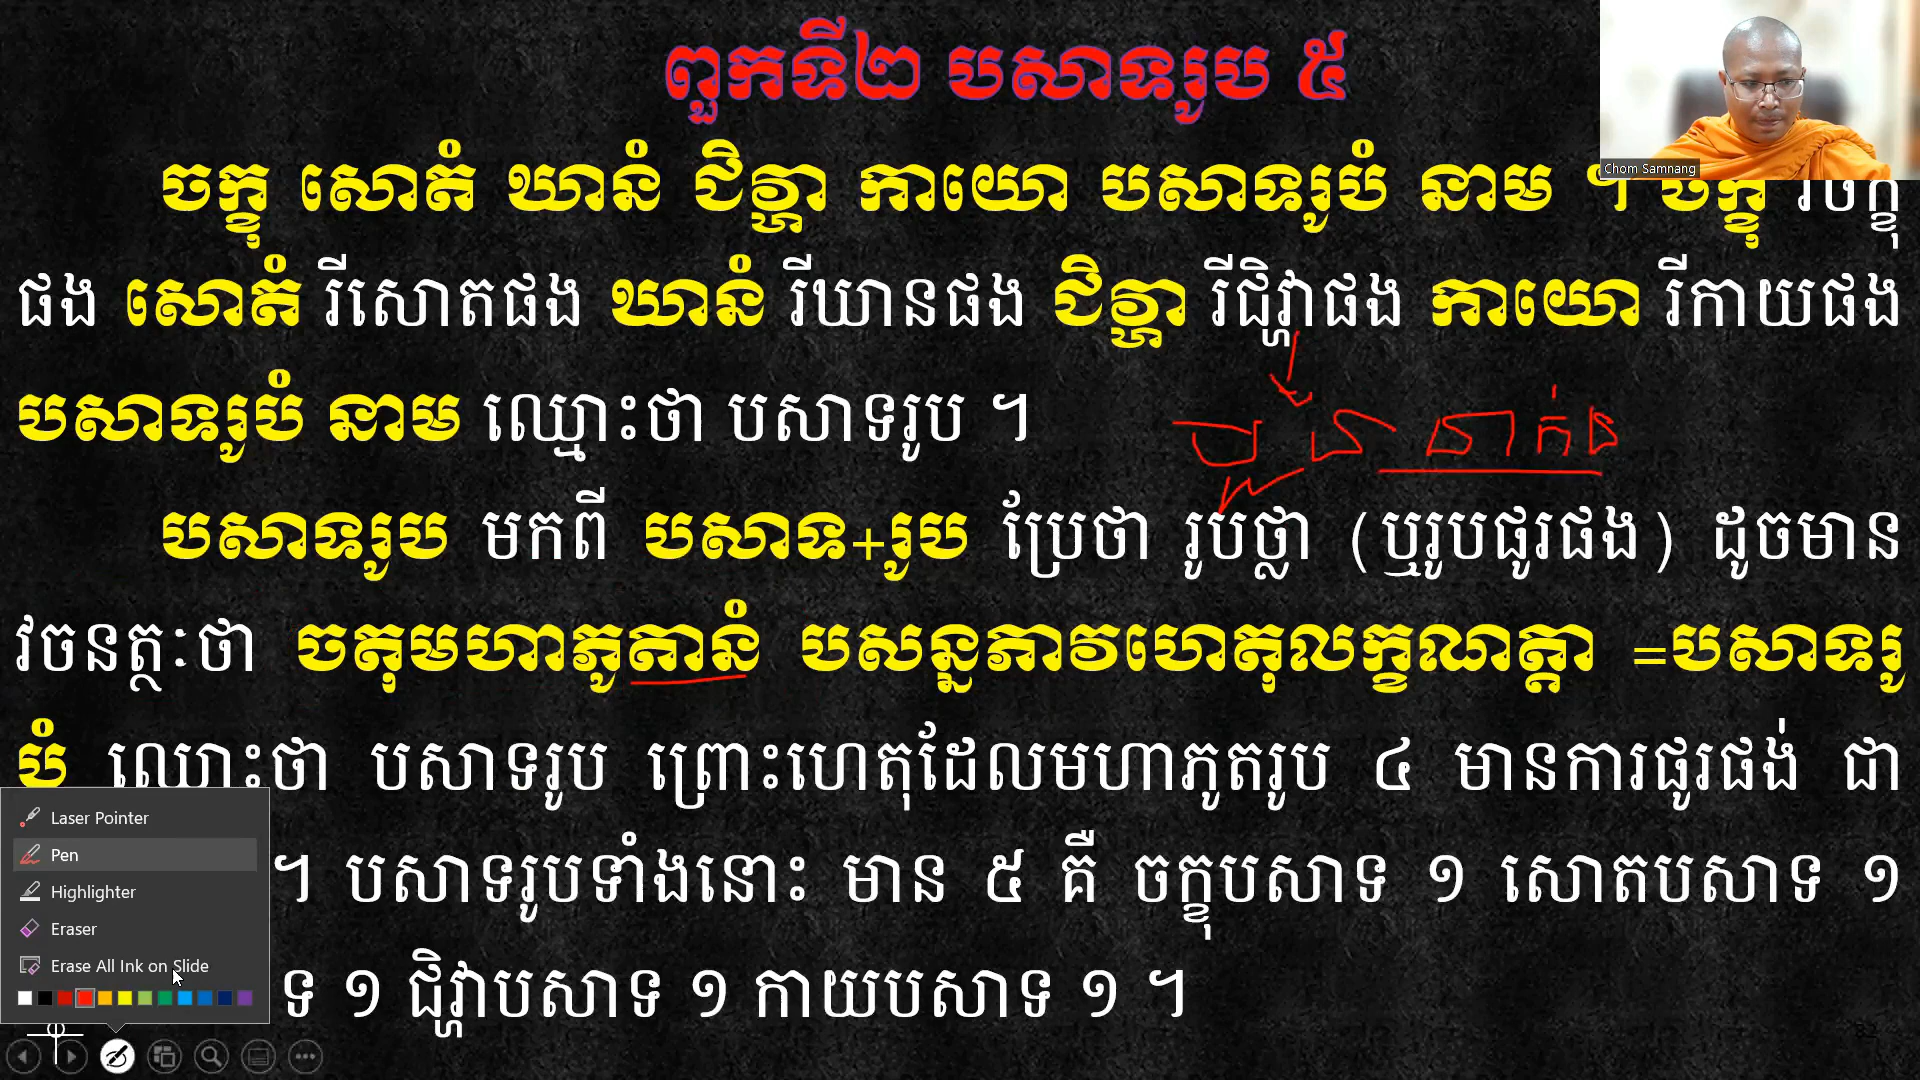 ពួកទី២ បសាទរូប ៥
Chom Samnang
ចក្ខុ សោតំ ឃានំ ជិវ្ហា កាយោ បសាទរូបំ នាម ។ ចក្ខុ រីចក្ខុ
ផង សោតំ រីសោតផង ឃានំ រីឃានផង ជិវ្ហា រីជិវ្ហាផង កាយោ រីកាយផង
បសាទរូបំ នាម ឈ្មោះថា បសាទរូប ។
បសាទរូប មកពី បសាទ+រូប ប្រែថា រូបថ្លា (ឬរូបផូរផង) ដូចមាន
វចនត្ថៈថា ចតុមហាភូតានំ បសន្នភាវហេតុលក្ខណត្តា =បសាទរូ
បំ ឈ្មោះថា បសាទរូប ព្រោះហេតុដែលមហាភូតរូប ៤ មានការផូរផង់ ជា
។ បសាទរូបទាំងនោះ មាន ៥ គឺ ចក្ខុបសាទ ១ សោតបសាទ ១
ទ ១ ជិវ្ហាបសាទ ១ កាយបសាទ ១ ។
Laser Pointer
Pen
Highlighter
Eraser
Erase All Ink on Slide